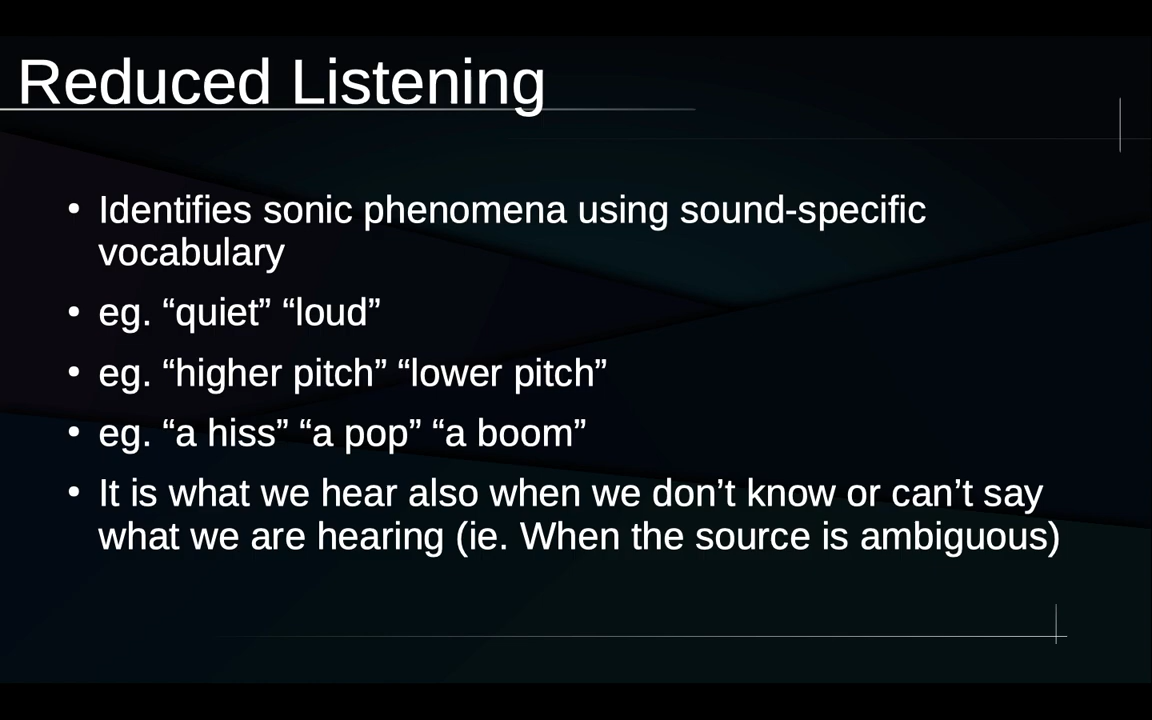 Reduced Listening
• Identifies sonic phenomena using sound-specific
vocabulary
• eg. “quiet” “loud”
• eg. “higher pitch” “lower pitch”
• eg. “a hiss” “a pop” “a boom”
• It is what we hear also when we don’t know or can’t say
what we are hearing (ie. When the source is ambiguous)